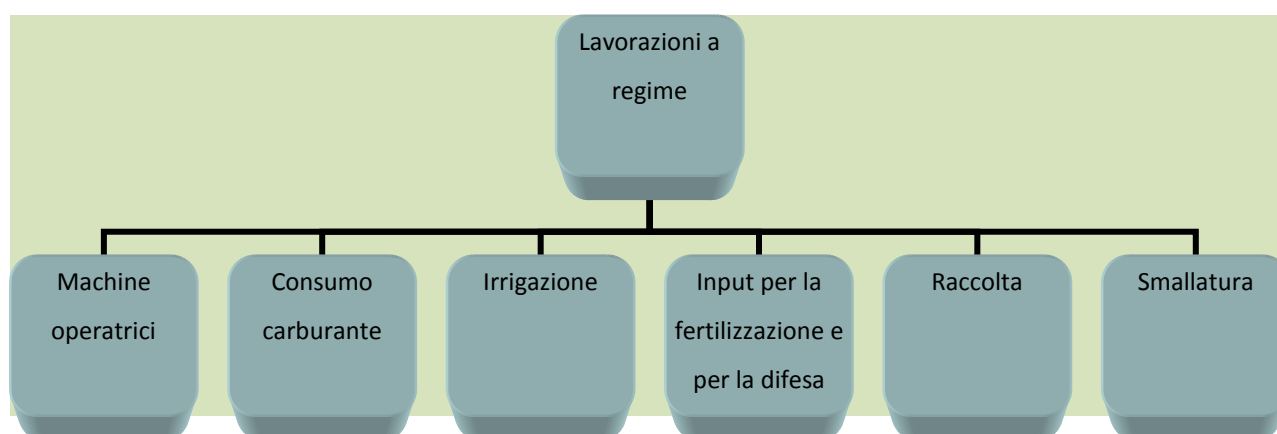 Lavorazioni a
regime
Machine
operatrici
Consumo
carburante
Irrigazione
Input per la
fertilizzazione e
per la difesa
Raccolta
Smallatura